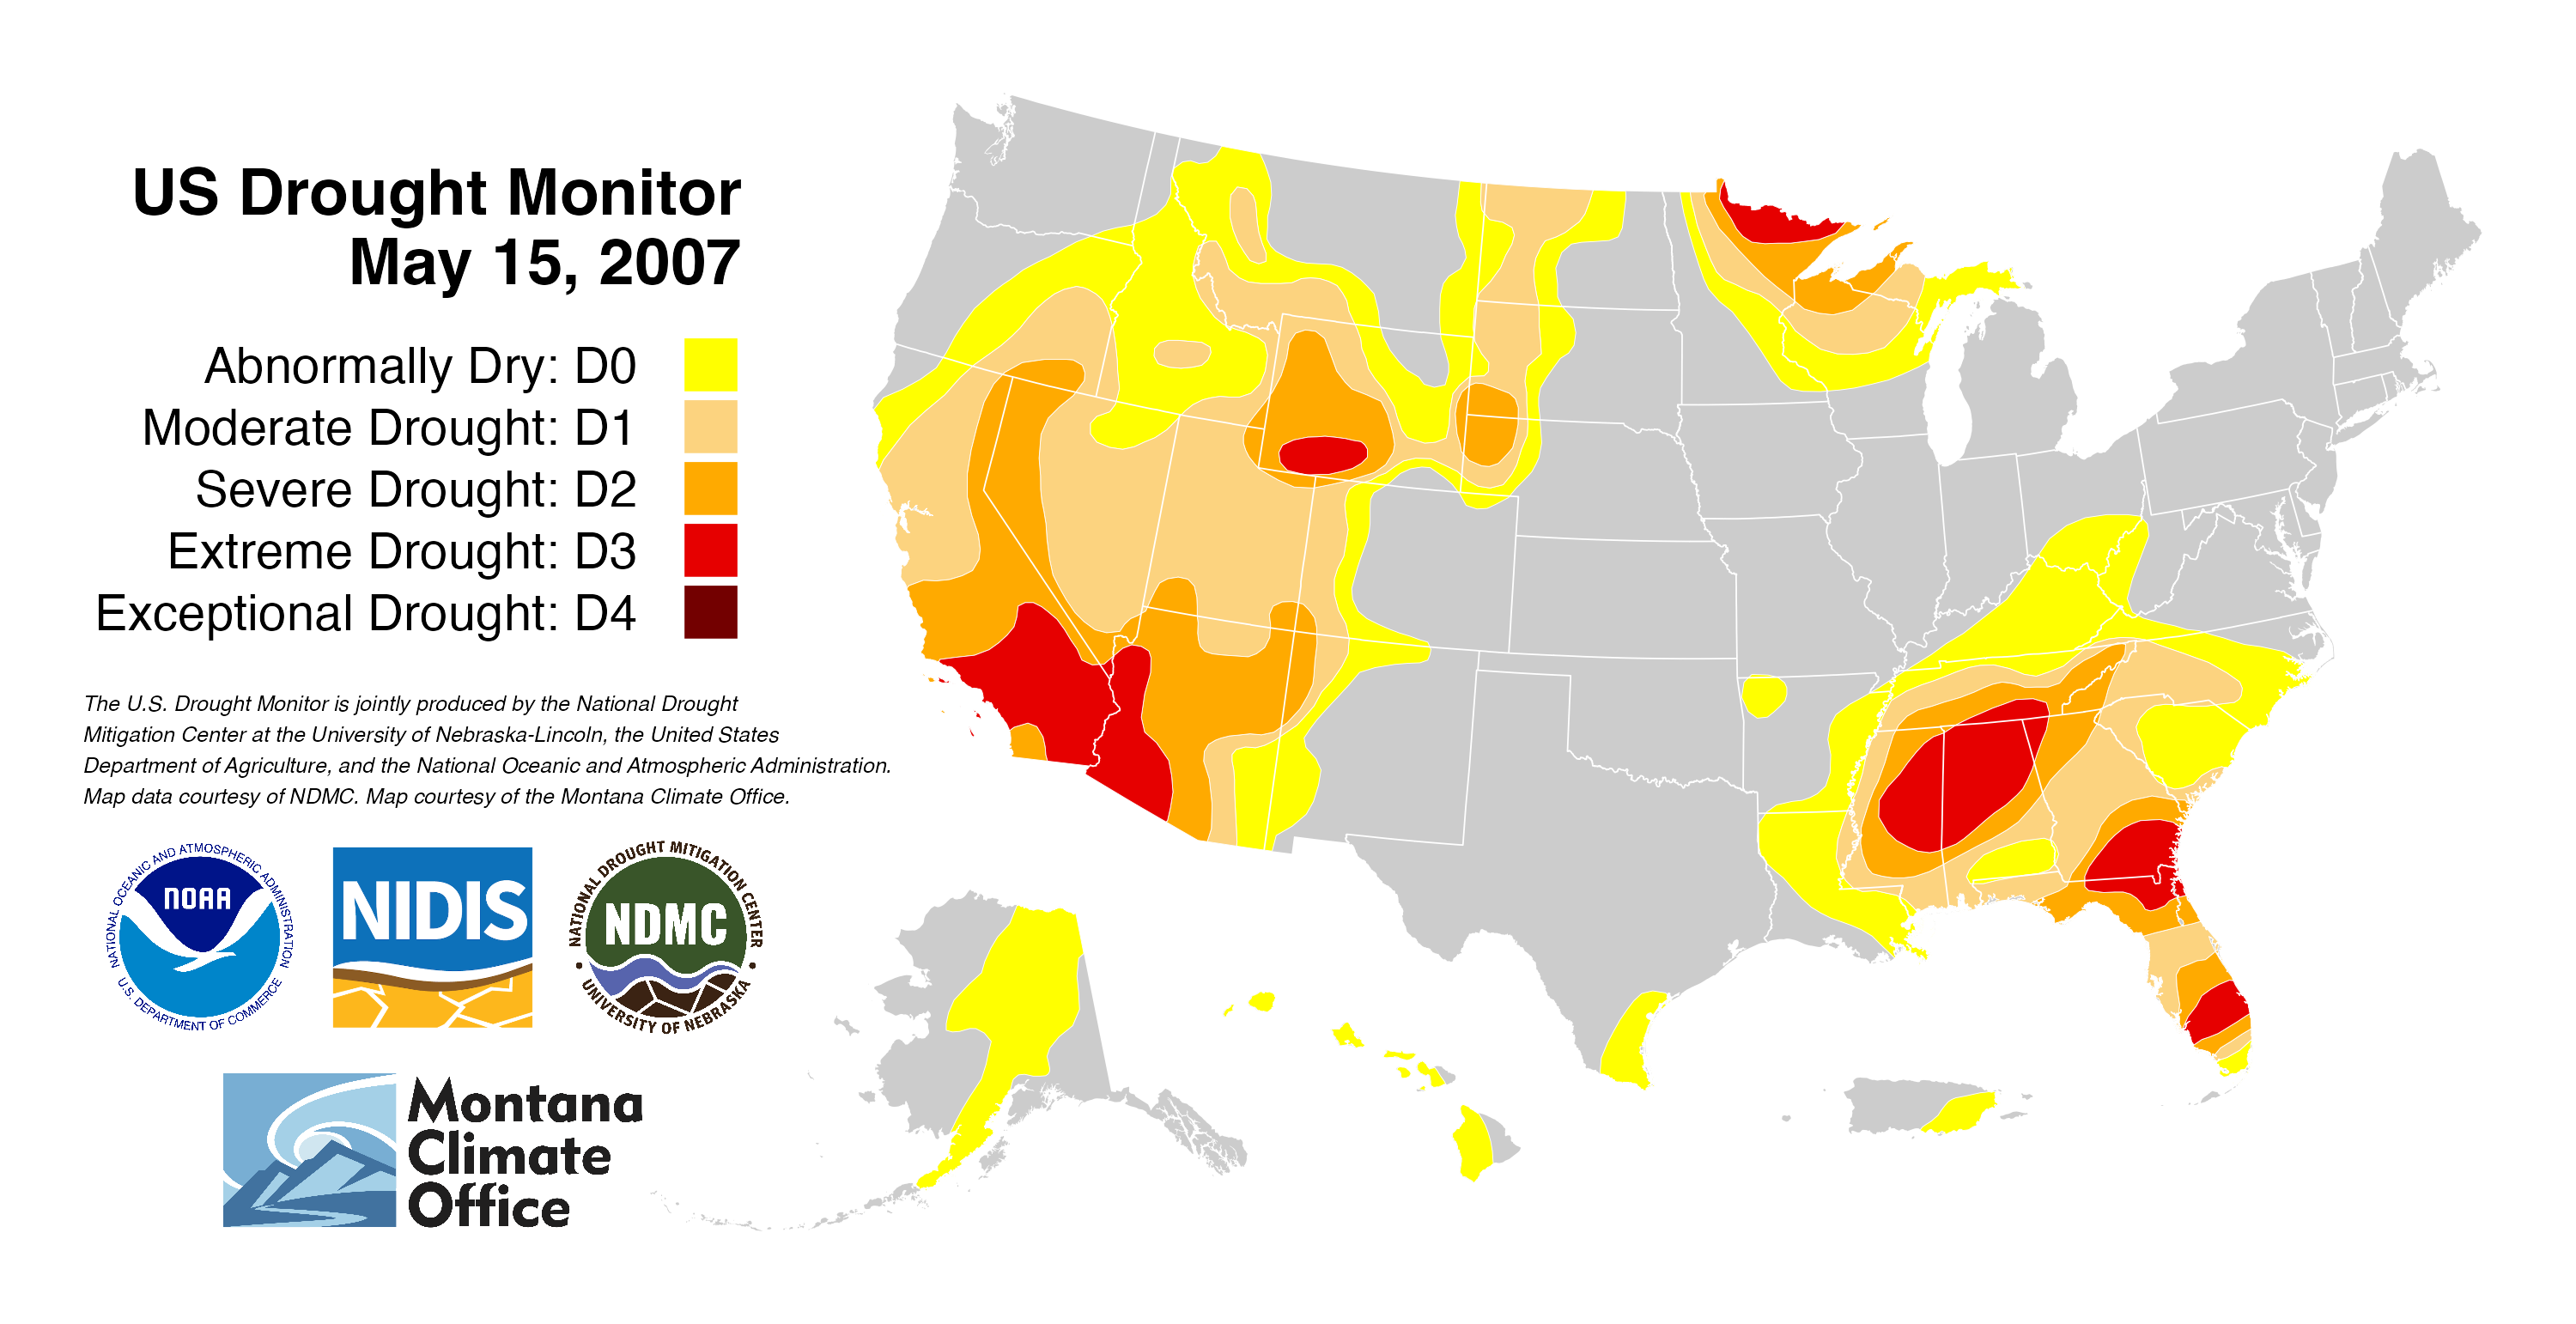 US Drought Monitor
May 15, 2007
Abnormally Dry: D0
Moderate Drought: D1
Severe Drought: D2
Extreme Drought: D3
Exceptional Drought: D4
The U.S. Drought Monitor is jointly produced by the National Drought
Mitigation Center at the University of Nebraska-Lincoln, the United States
Department of Agriculture, and the National Oceanic and Atmospheric Administration.
Map data courtesy of NDMC. Map courtesy of the Montana Climate Office.
NATIONAL OCEANIC AND ATMOSPHERIC ADMINISTRATION
NOAA
U.S. DEPARTMENT OF COMMERCE
NIDIS
NATIONAL DROUGHT MITIGATION CENTER
NDMC
UNIVERSITY OF NEBRASKA
Montana
Climate
Office